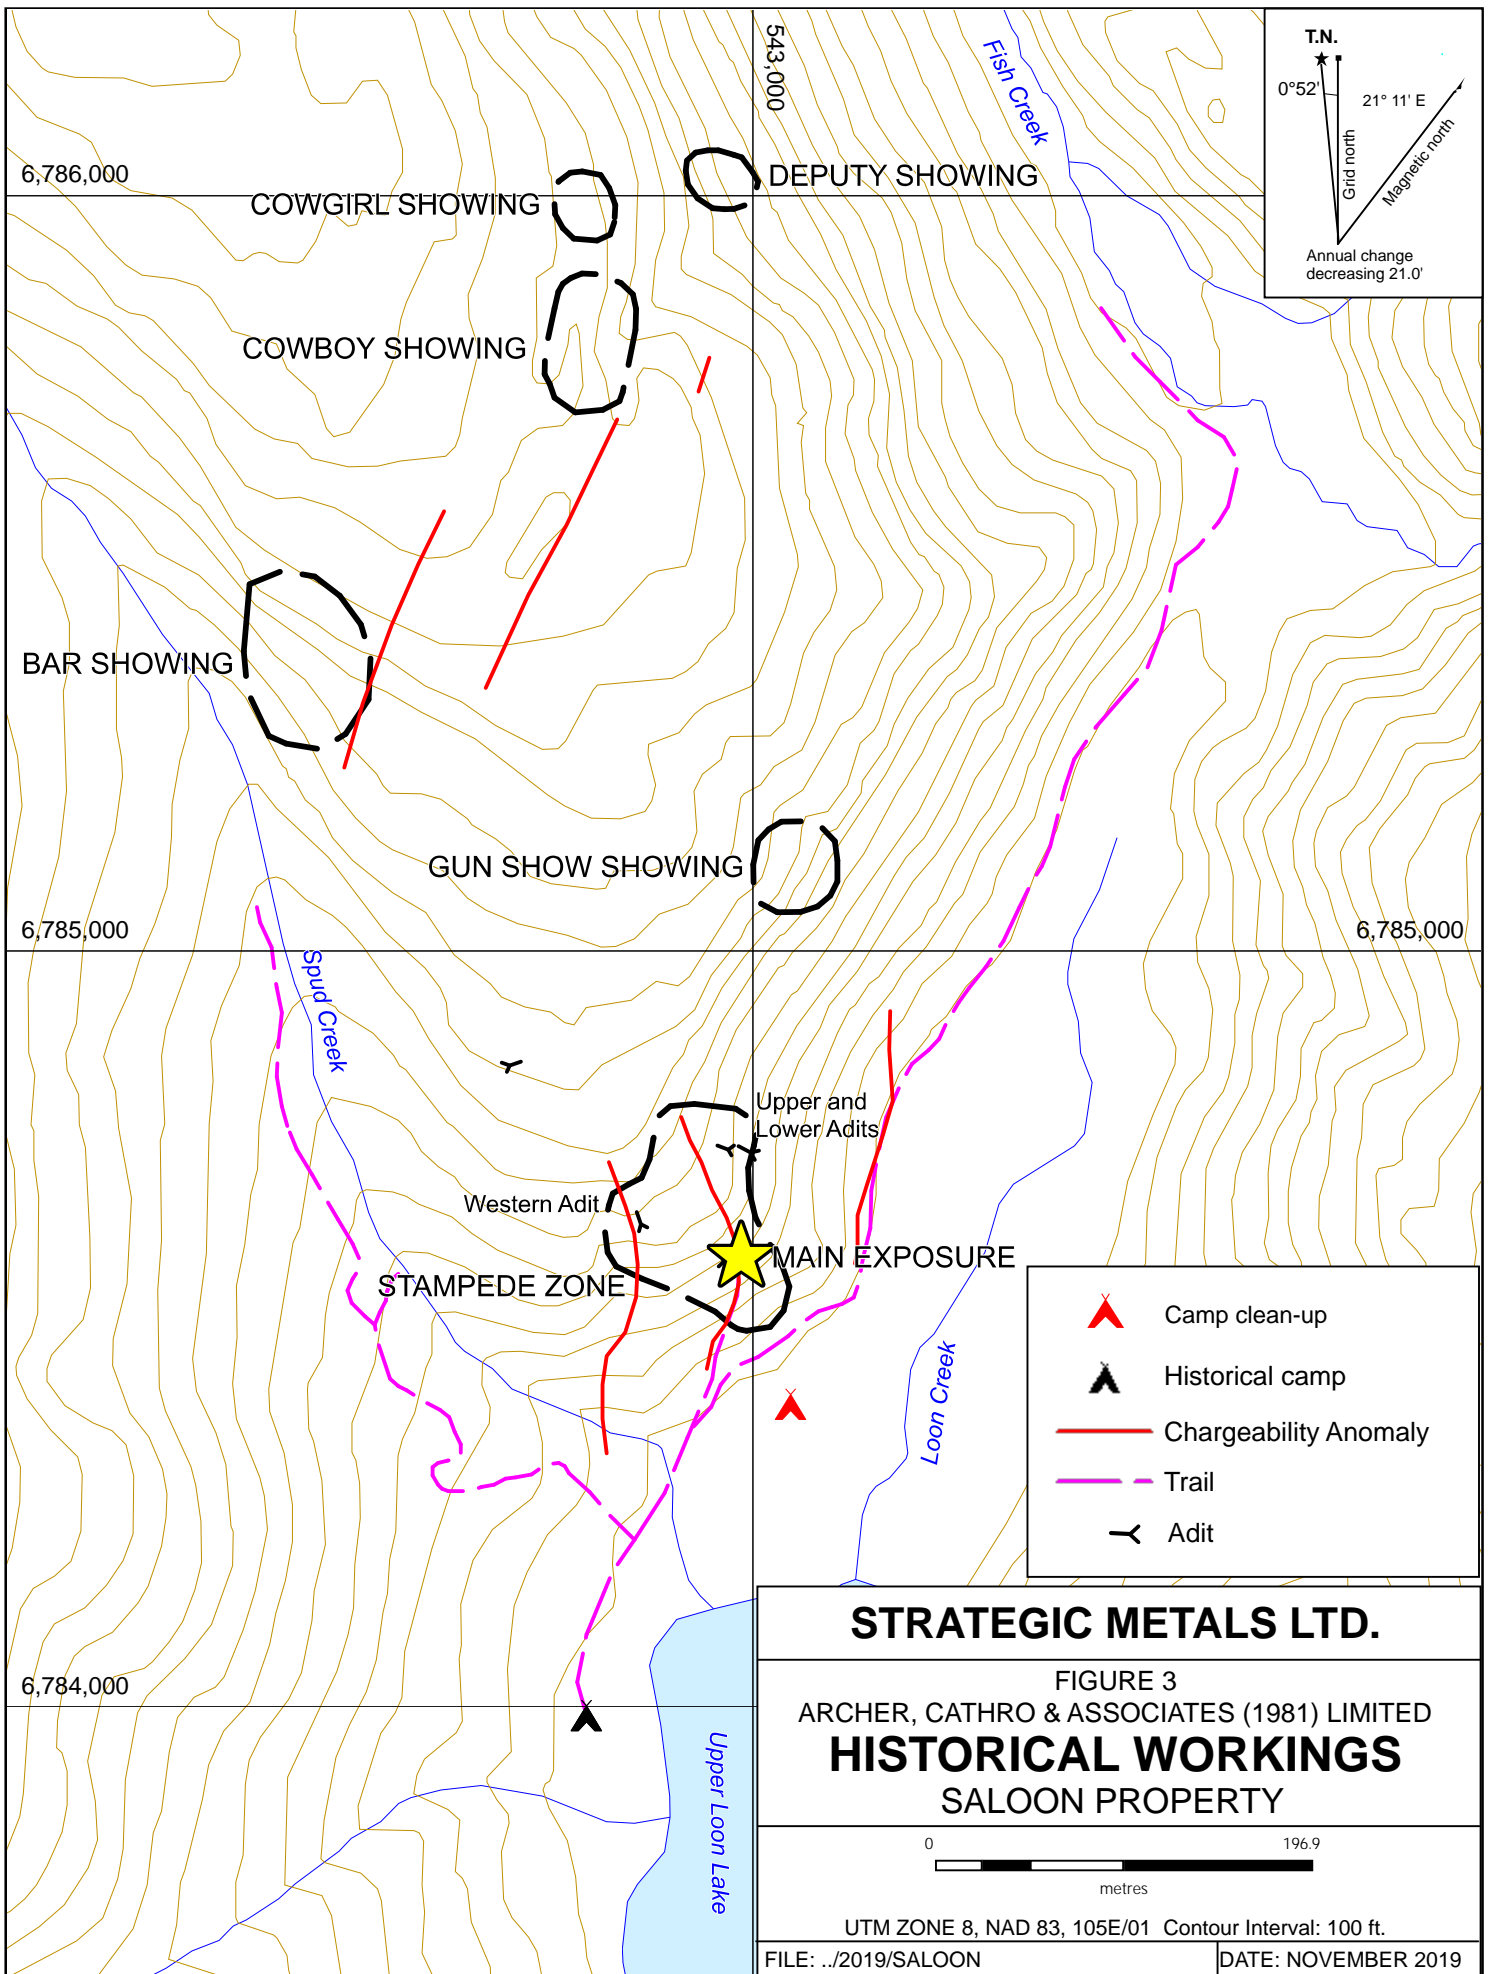 543,000
Fish Creek
T.N.
0°52'
21° 11' E
Grid north
Magnetic north
Annual change
decreasing 21.0'
6,786,000
DEPUTY SHOWING
COWGIRL SHOWING
COWBOY SHOWING
BAR SHOWING
GUN SHOW SHOWING
6,785,000
6,785,000
Spud Creek
Upper and
Lower Adits
Western Adit
MAIN EXPOSURE
STAMPEDE ZONE
Loon Creek
Camp clean-up
Historical camp
Chargeability Anomaly
Trail
Adit
6,784,000
Upper Loon Lake
STRATEGIC METALS LTD.
FIGURE 3
ARCHER, CATHRO & ASSOCIATES (1981) LIMITED
HISTORICAL WORKINGS
SALOON PROPERTY
0 196.9
metres
UTM ZONE 8, NAD 83, 105E/01 Contour Interval: 100 ft.
FILE: ../2019/SALOON
DATE: NOVEMBER 2019